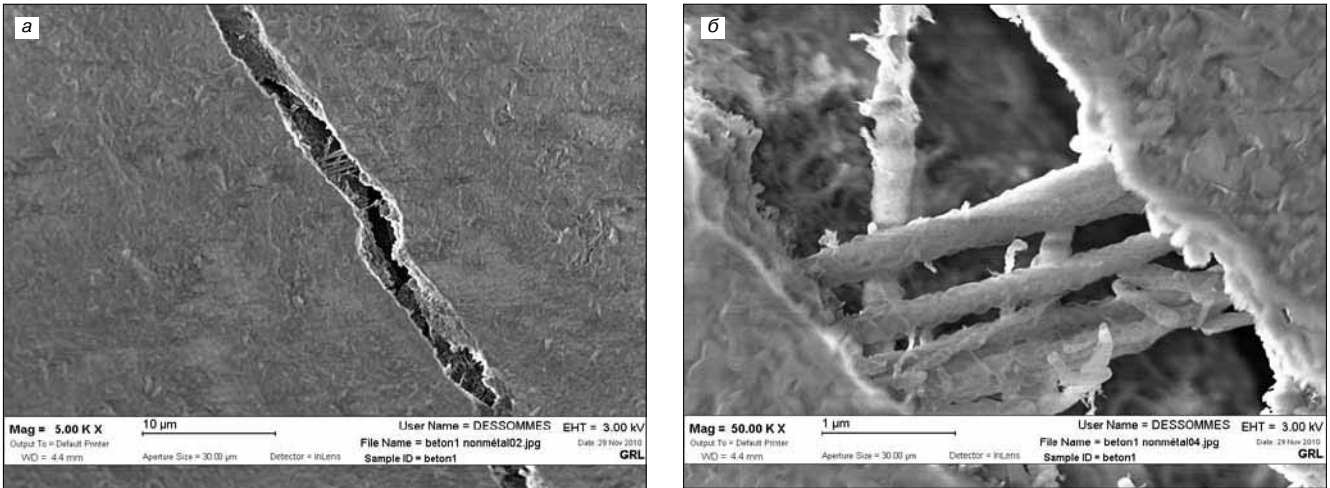 а
Mag = 5.00 K X
10 µm
User Name = DESSOMMES
EHT = 3.00 kV
Output To = Default Printer
File Name = beton1 nonmétal02.jpg
Date :29 Nov 2010
WD = 4.4 mm
Aperture Size = 30.00 µm
Detector = InLens
Sample ID = beton1
GRL
б
Mag = 50.00 K X
1 µm
User Name = DESSOMMES
EHT = 3.00 kV
Output To = Default Printer
File Name = beton1 nonmétal04.jpg
Date :29 Nov 2010
WD = 4.4 mm
Aperture Size = 30.00 µm
Detector = InLens
Sample ID = beton1
GRL